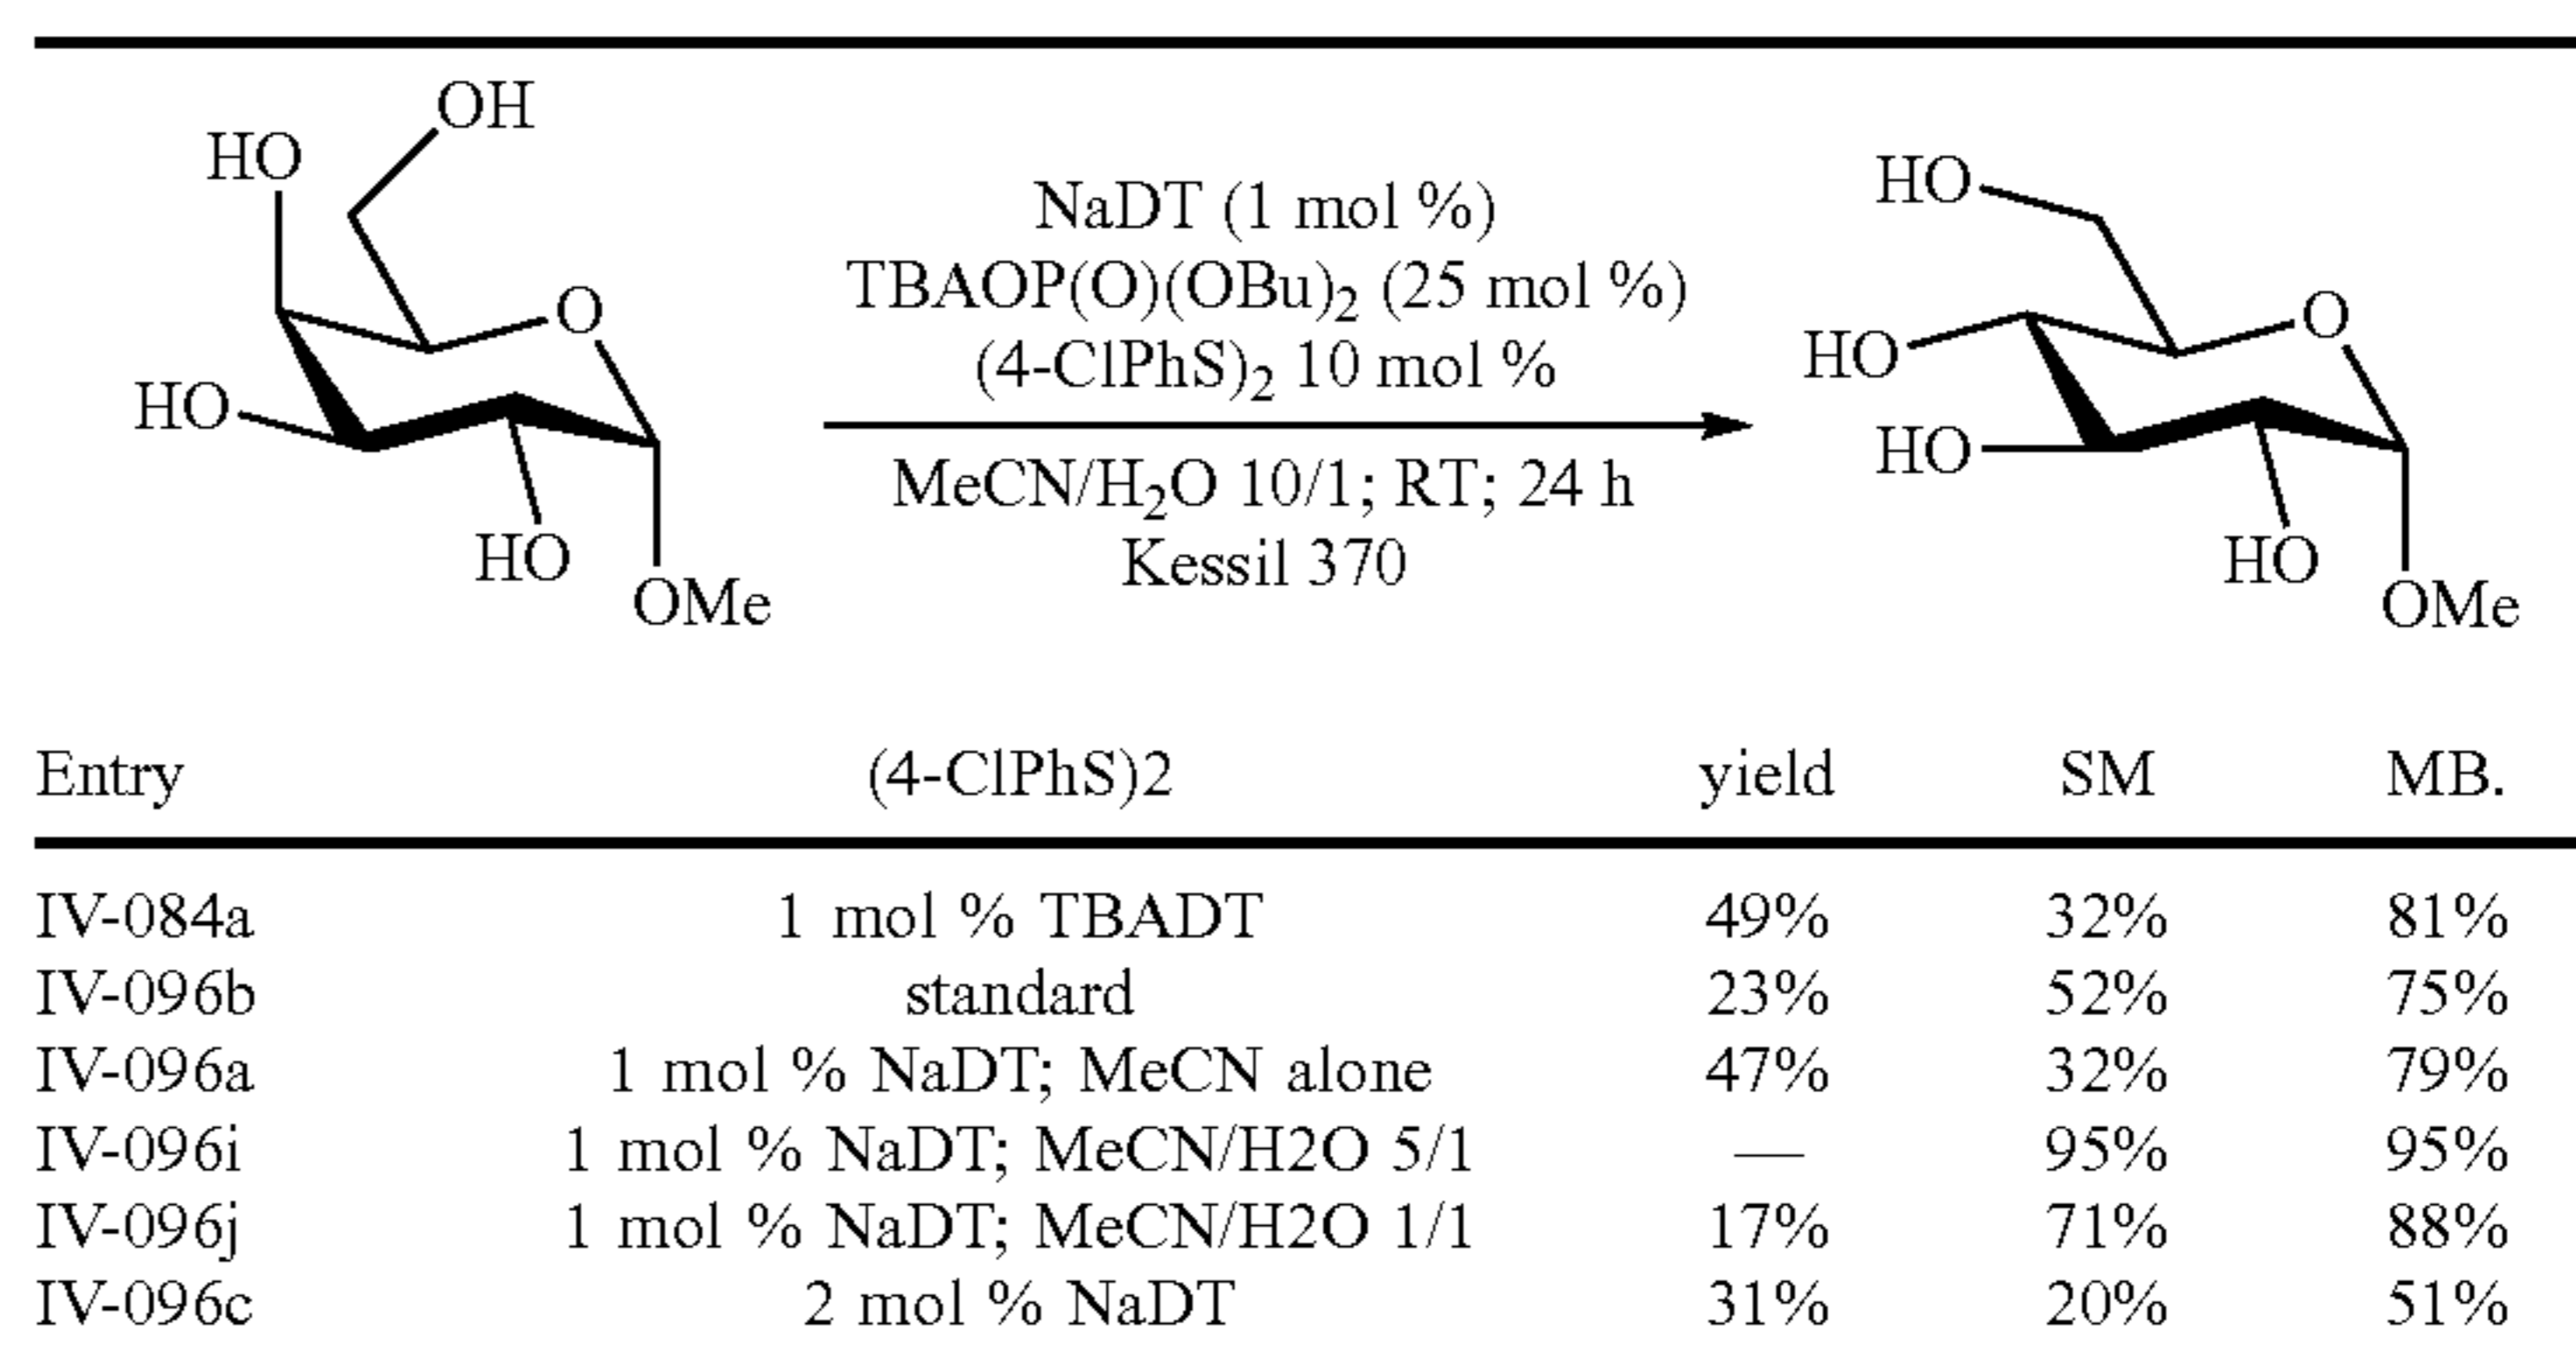 OH
HO
O
HO
HO
OMe
NaDT (1 mol %)
TBAOP(O)(OBu)₂ (25 mol %)
(4-ClPhS)₂ 10 mol %
MeCN/H₂O 10/1; RT; 24 h
Kessil 370
HO
O
HO
HO
HO
OMe
Entry (4-ClPhS)2 yield SM MB.
IV-084a 1 mol % TBADT 49% 32% 81%
IV-096b standard 23% 52% 75%
IV-096a 1 mol % NaDT; MeCN alone 47% 32% 79%
IV-096i 1 mol % NaDT; MeCN/H2O 5/1 — 95% 95%
IV-096j 1 mol % NaDT; MeCN/H2O 1/1 17% 71% 88%
IV-096c 2 mol % NaDT 31% 20% 51%